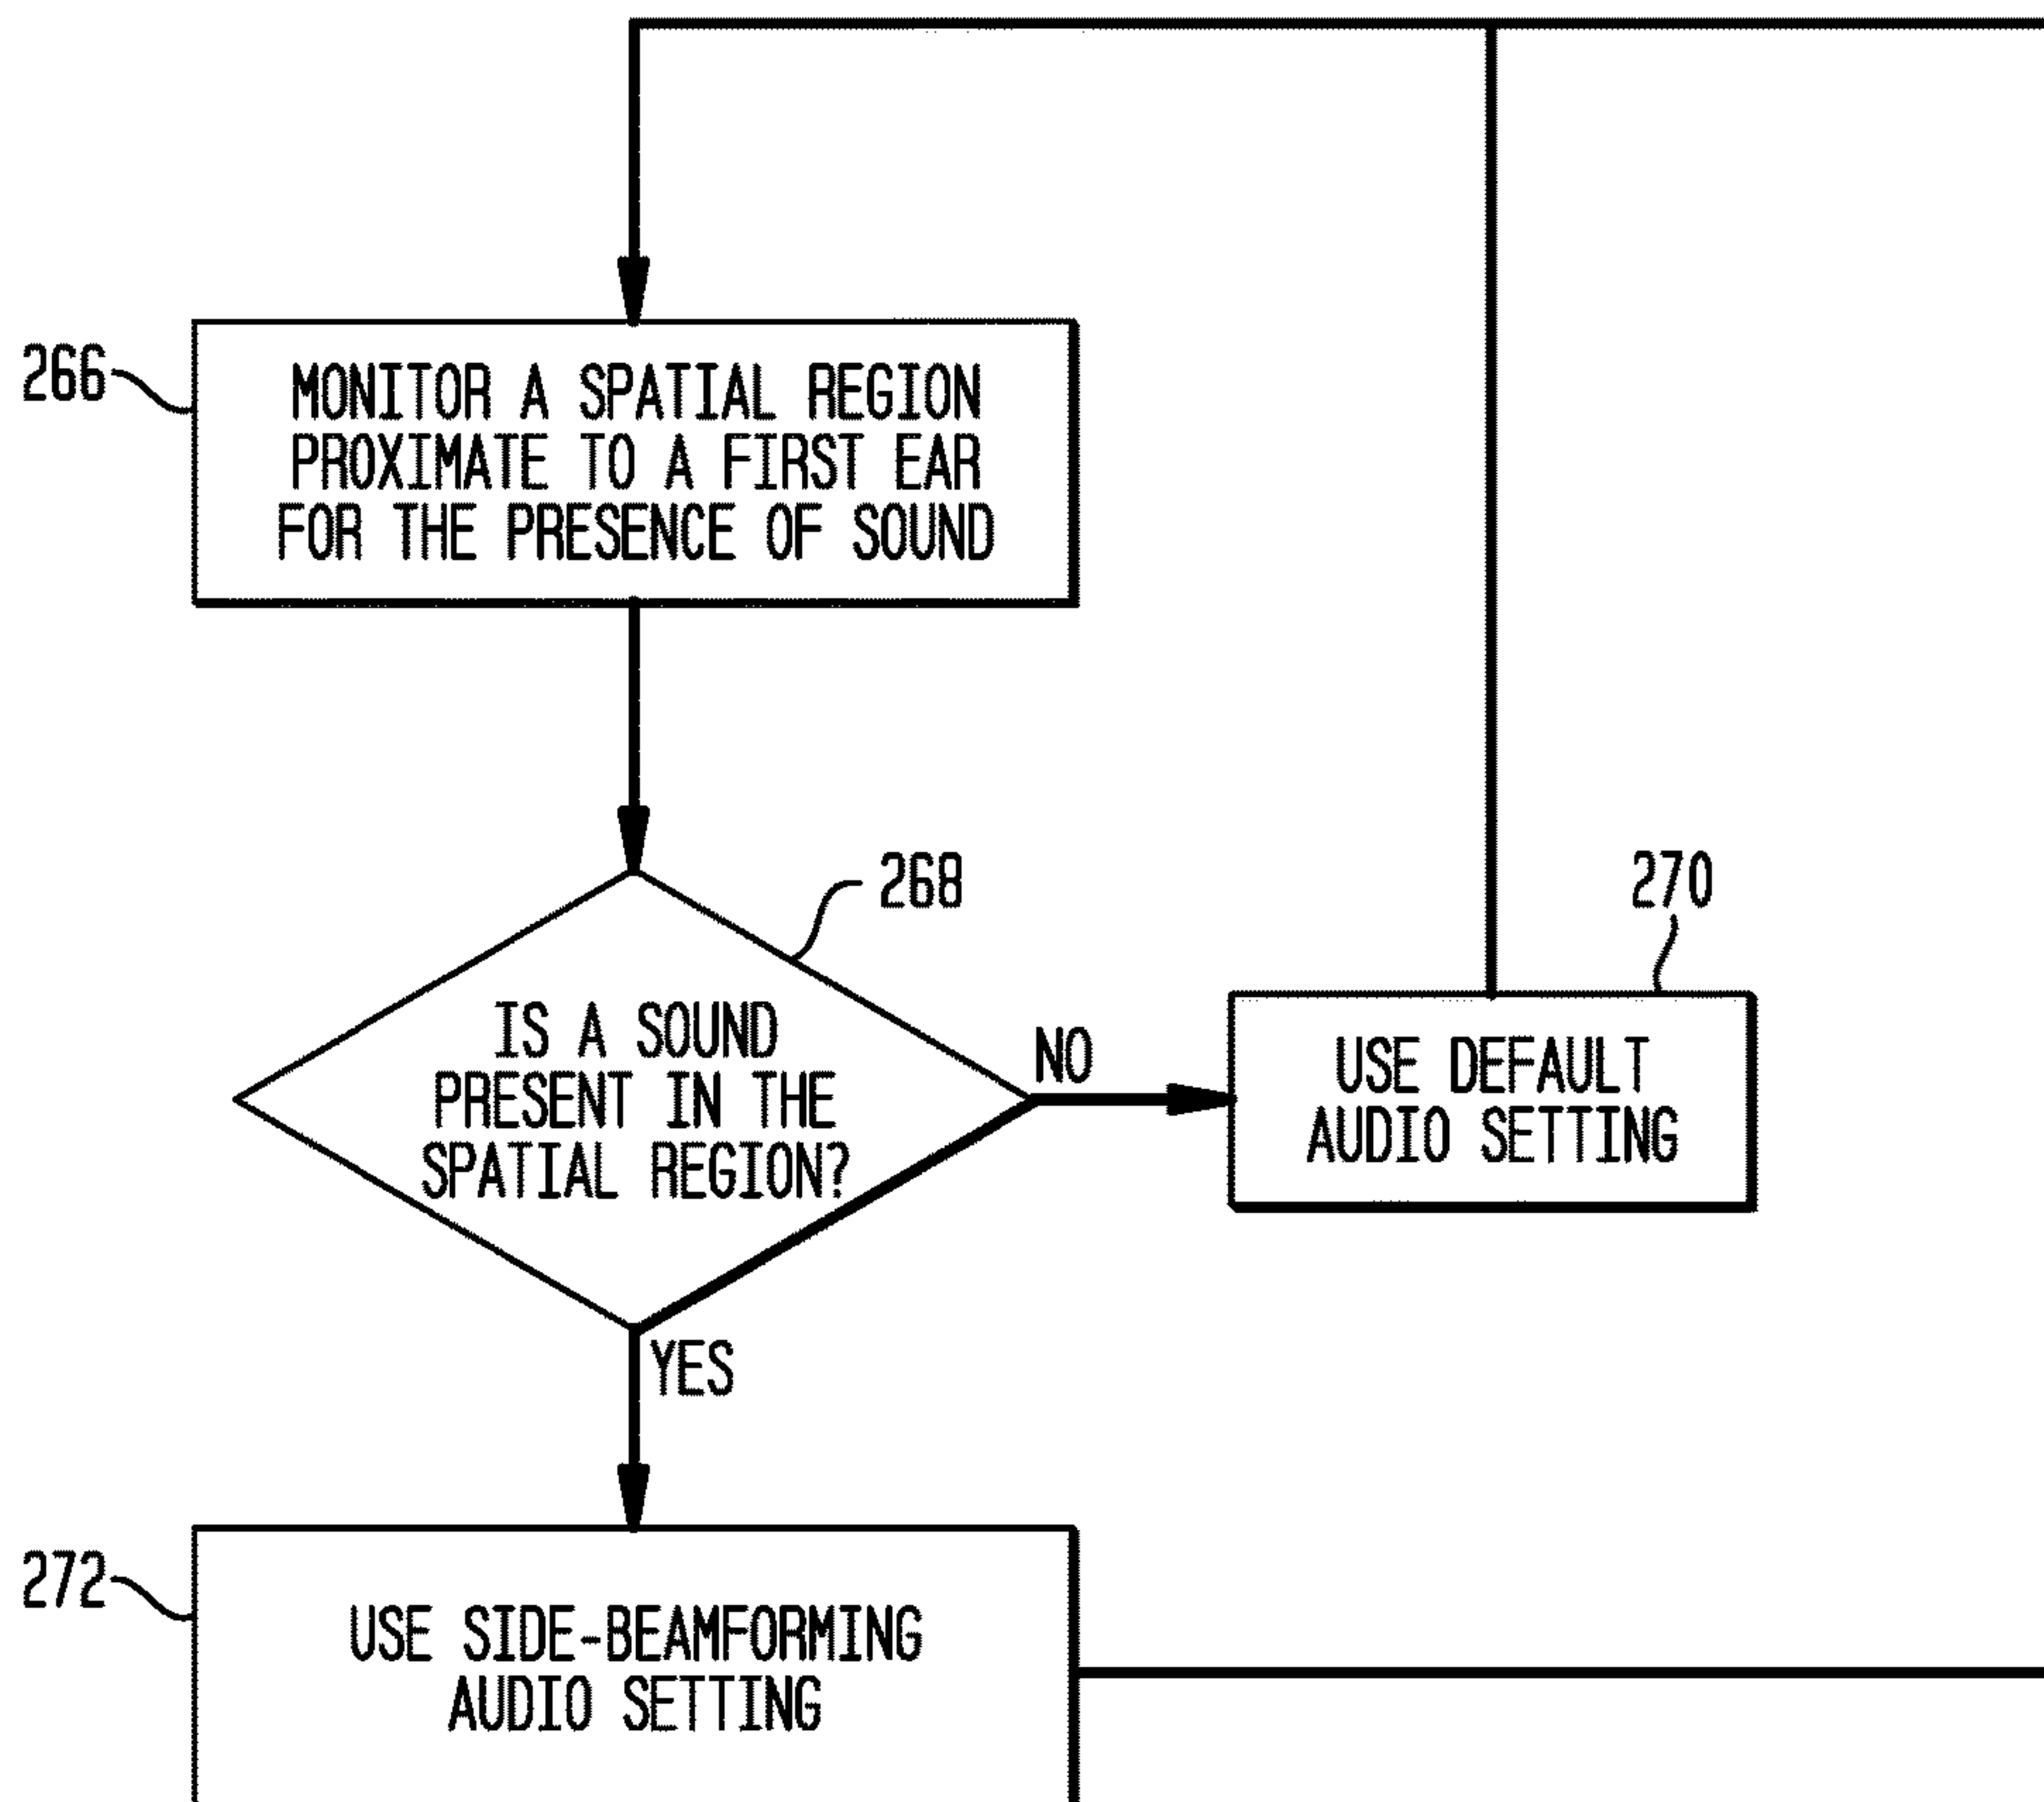 266
MONITOR A SPATIAL REGION
PROXIMATE TO A FIRST EAR
FOR THE PRESENCE OF SOUND
268
270
IS A SOUND
PRESENT IN THE
SPATIAL REGION?
NO
USE DEFAULT
AUDIO SETTING
YES
272
USE SIDE-BEAMFORMING
AUDIO SETTING